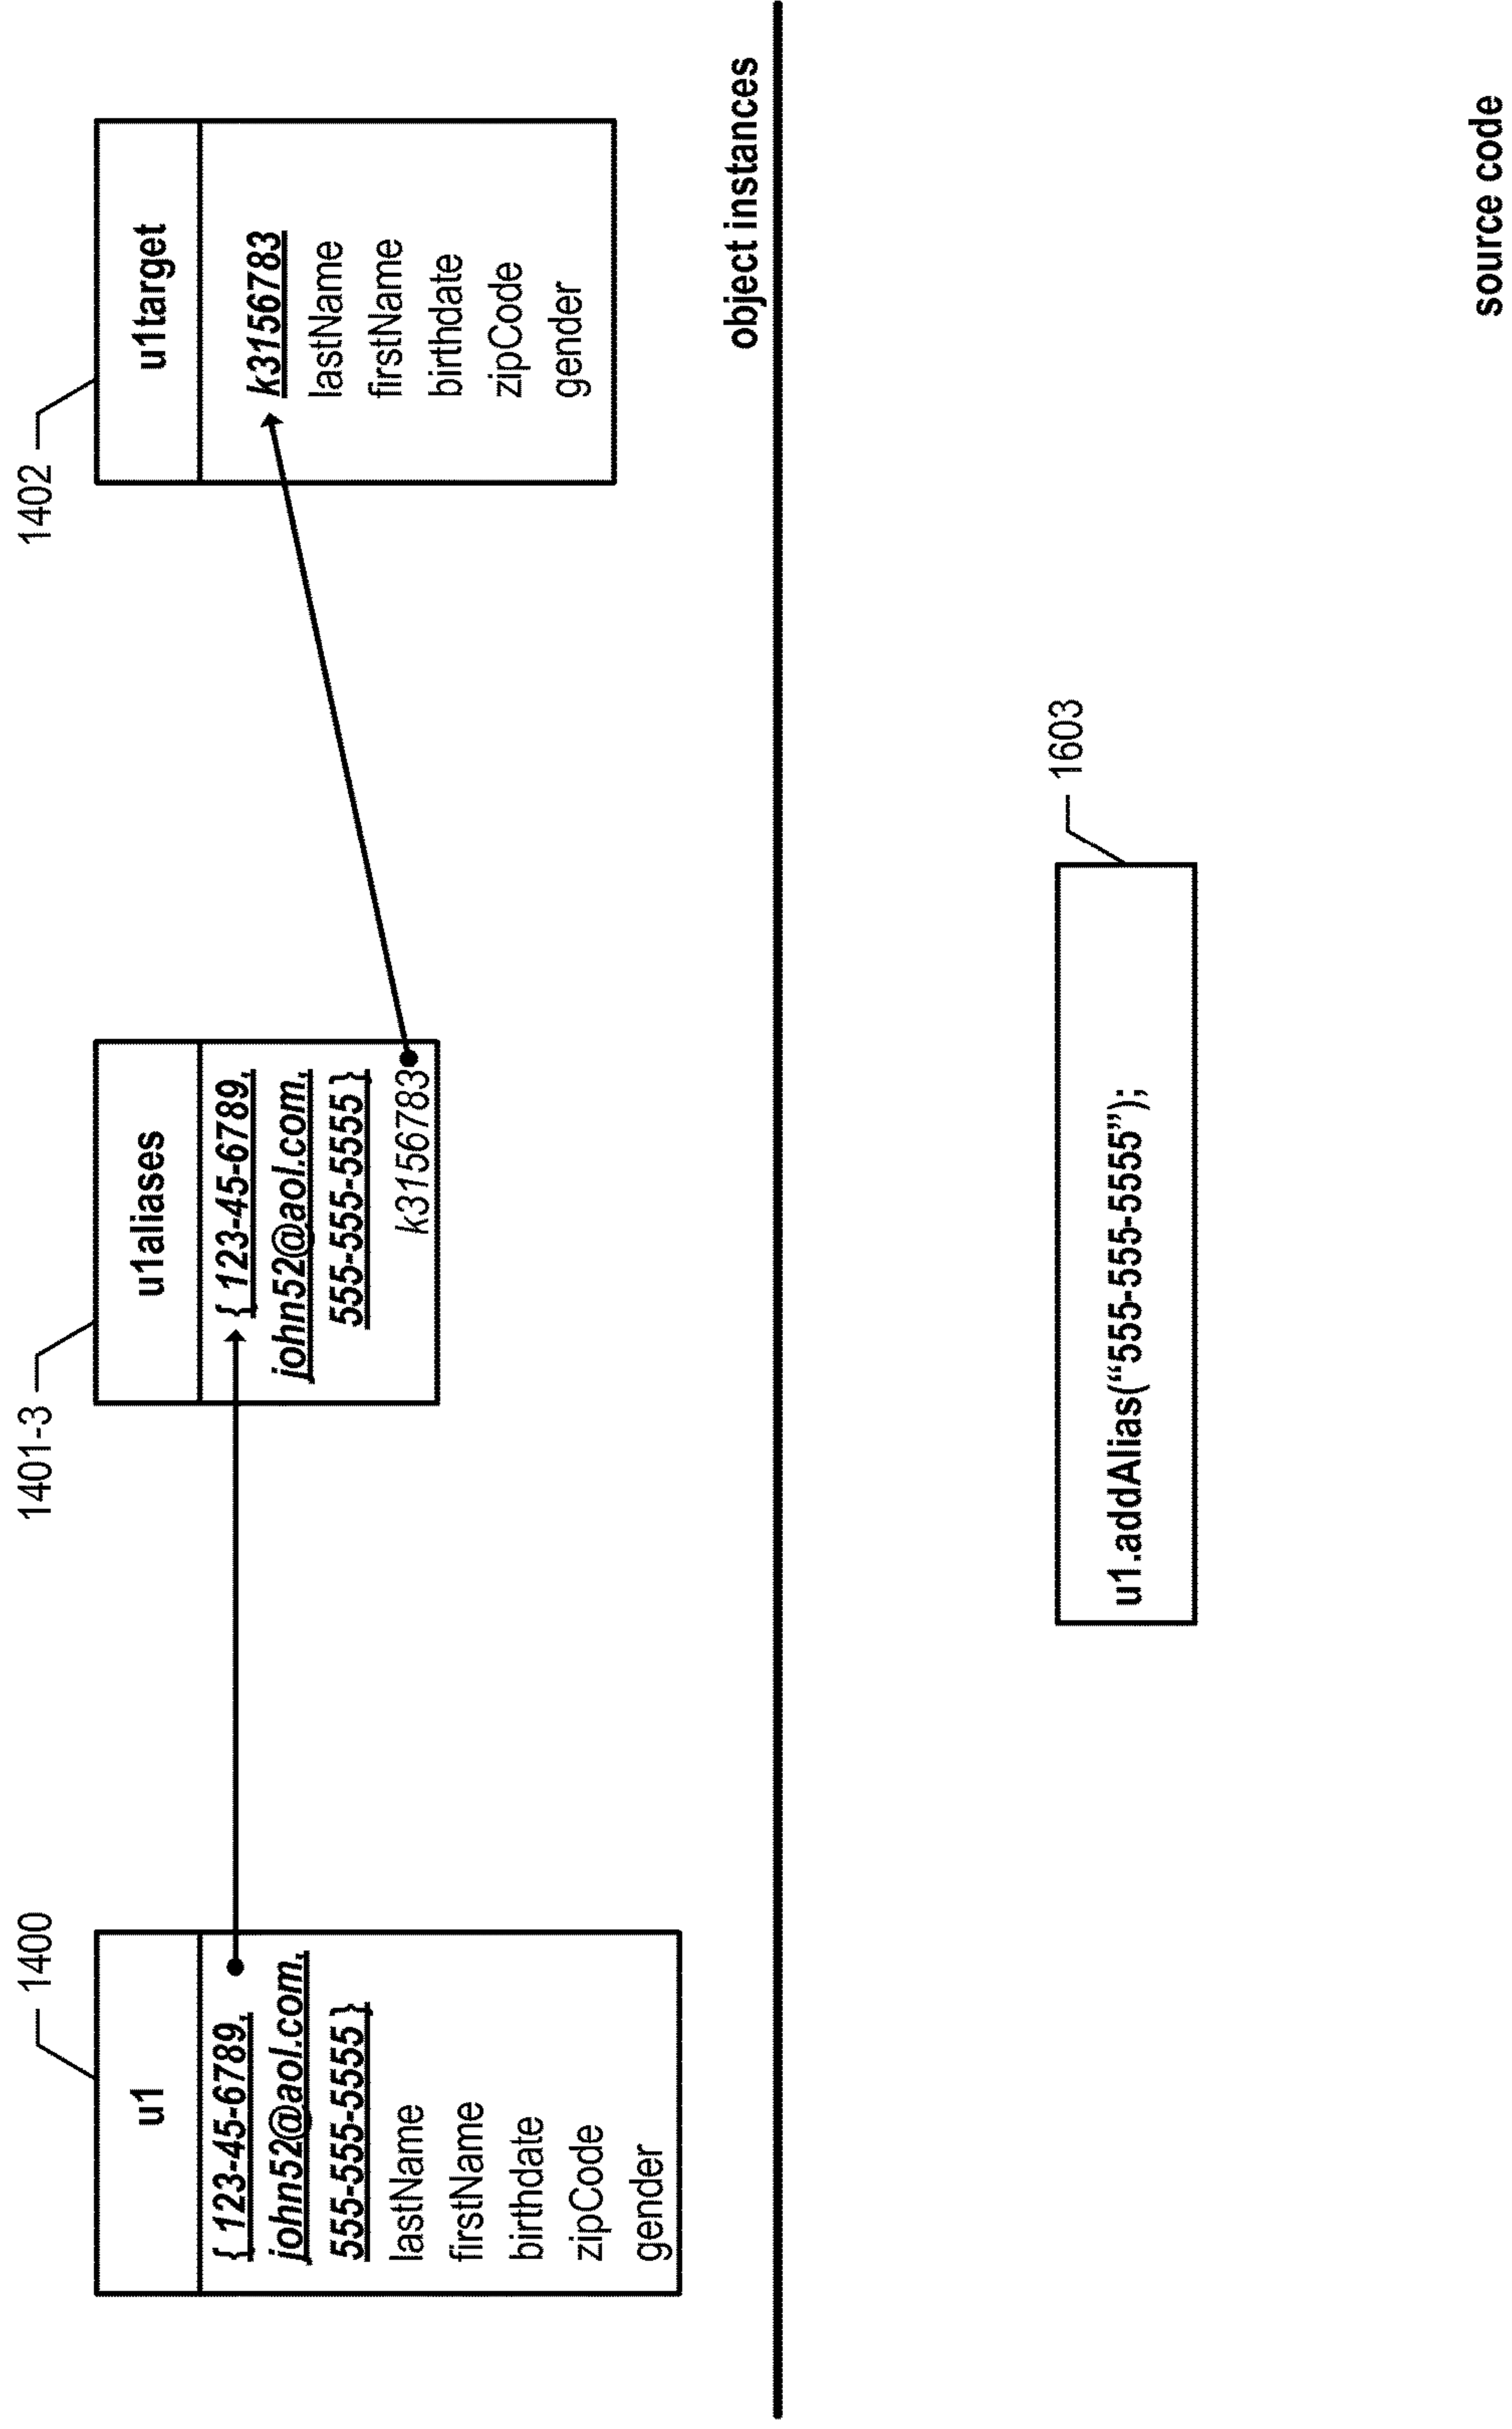 1400
u1
{ 123-45-6789,
john52@aol.com,
555-555-5555 }
lastName
firstName
birthdate
zipCode
gender
1401-3
u1aliases
{ 123-45-6789,
john52@aol.com,
555-555-5555 }
k3156783
1402
u1target
k3156783
lastName
firstName
birthdate
zipCode
gender
object instances
1603
u1.addAlias(“555-555-5555”);
source code